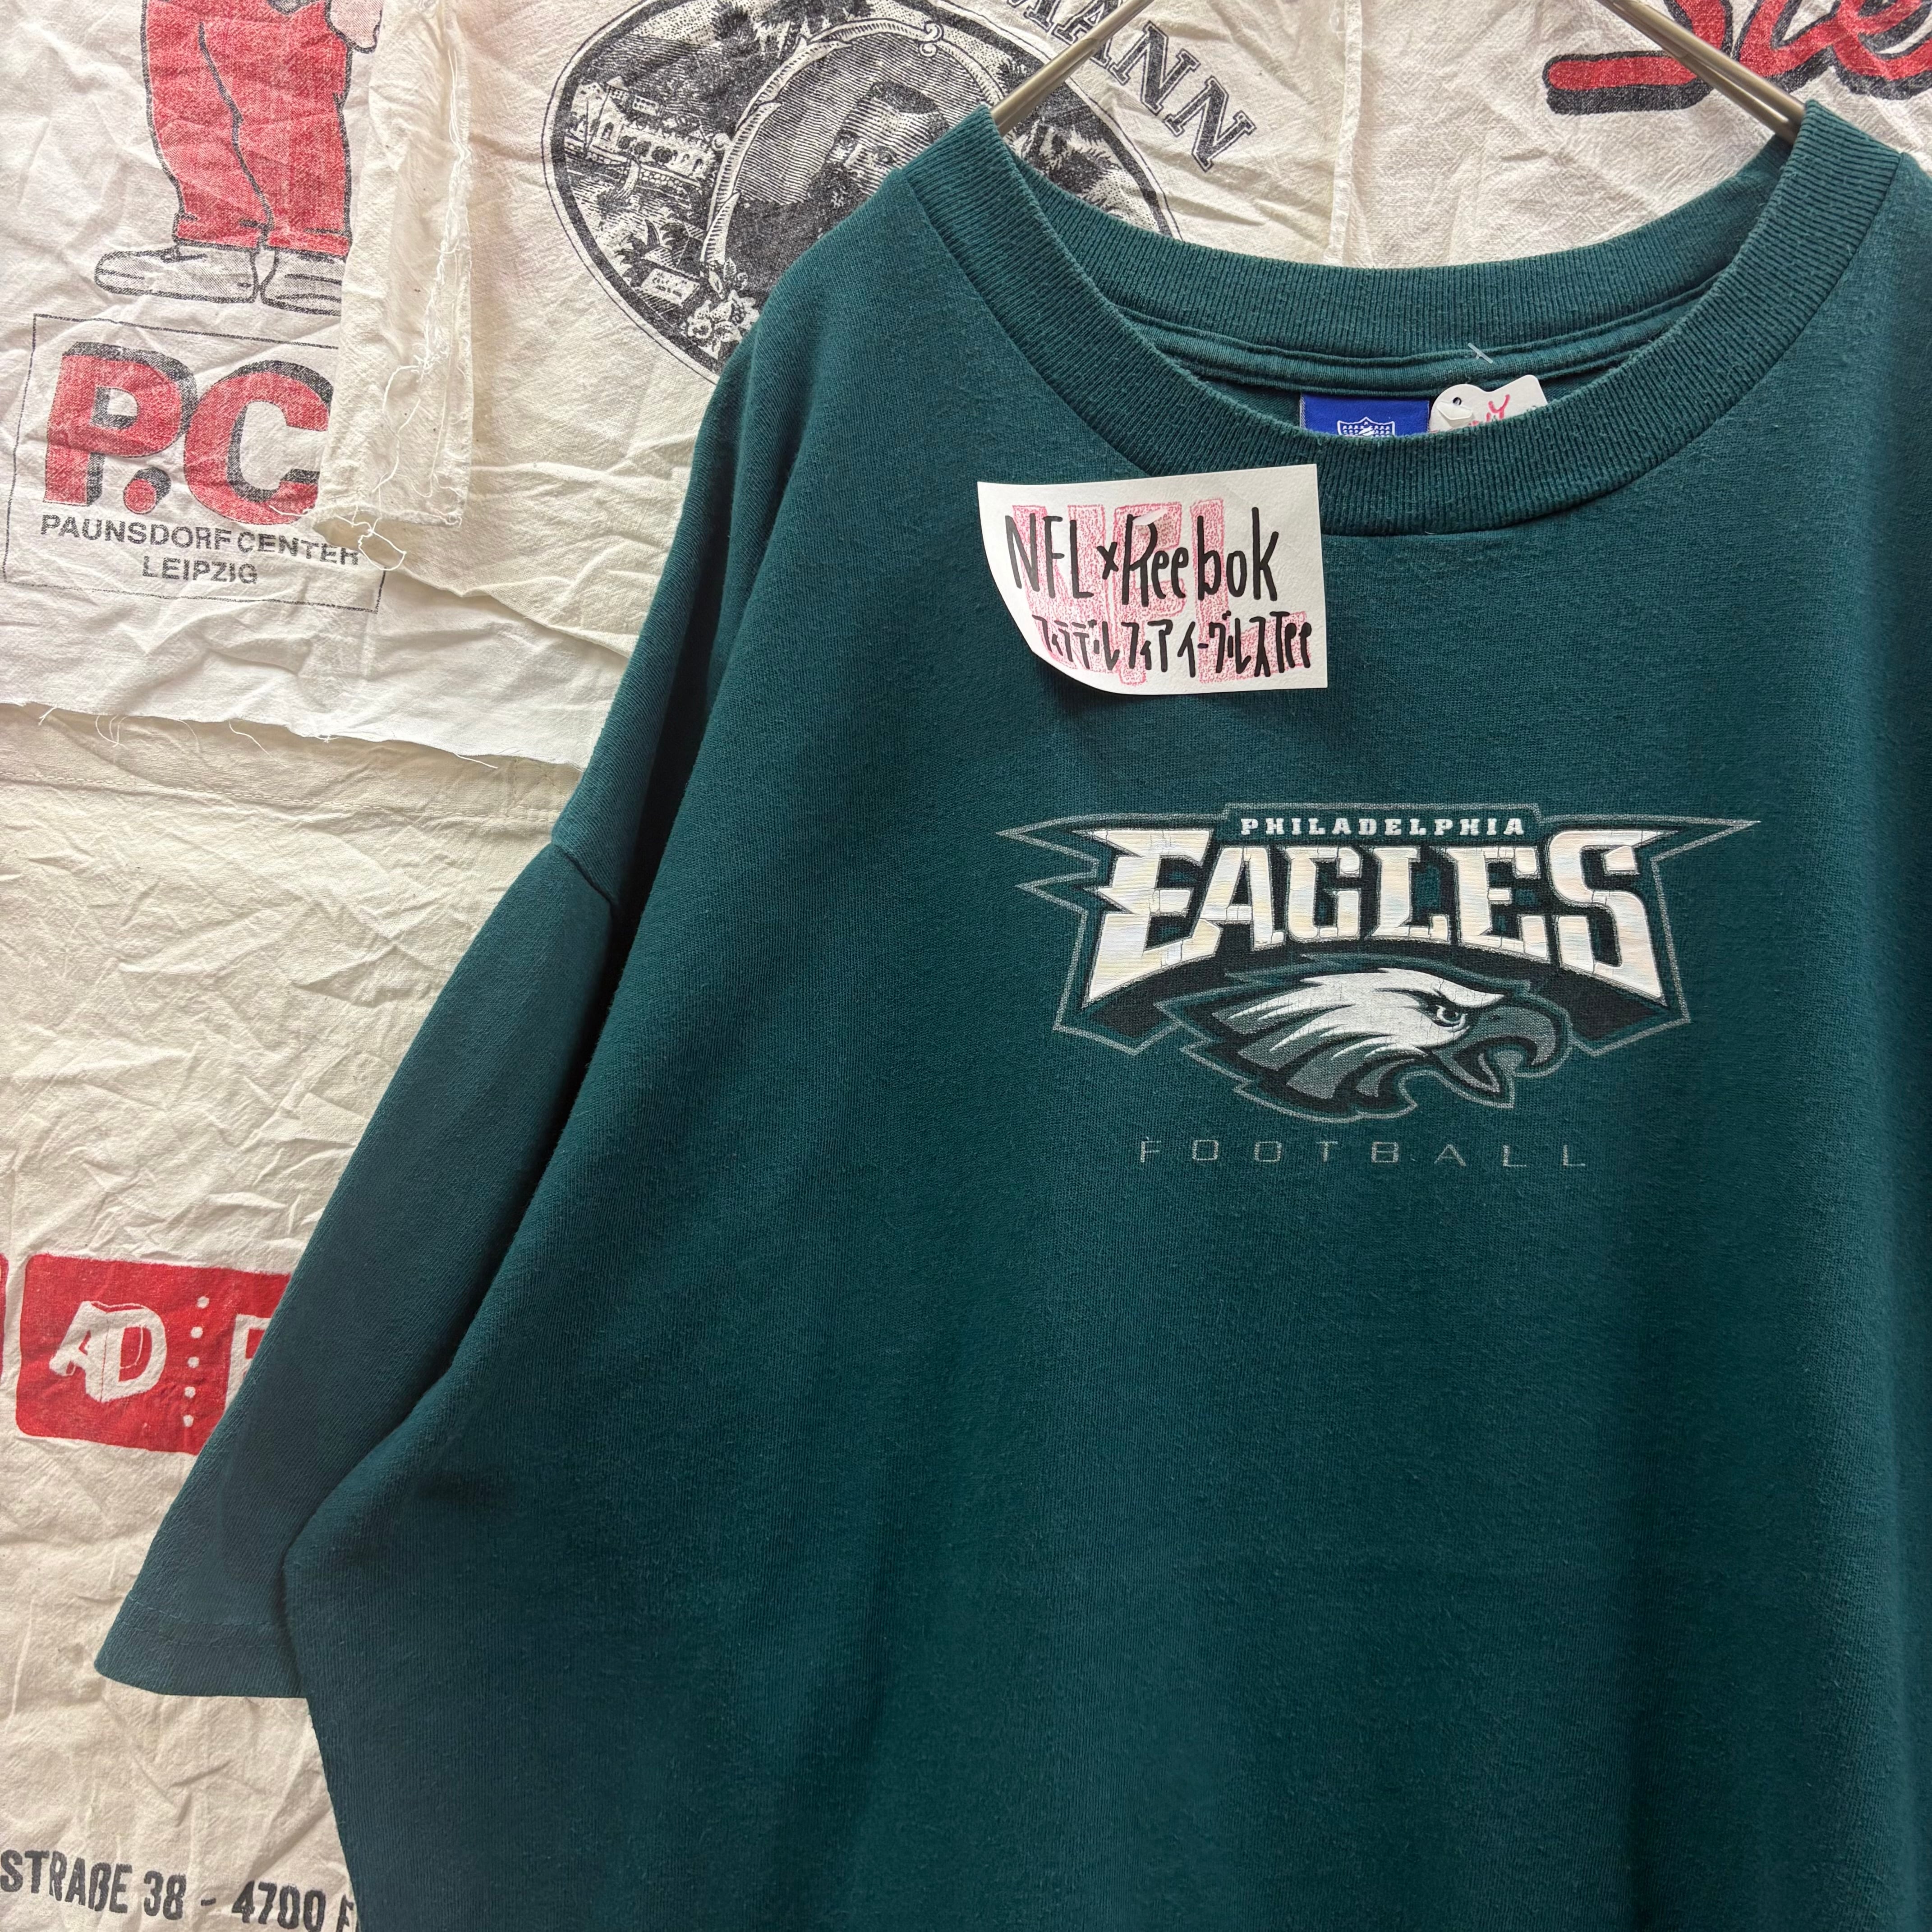 MANN
P.C
PAUNSDORF CENTER
LEIPZIG
NFL×Reebok
フィラデルフィアイーグルスTee
PHILADELPHIA
EAGLES
FOOTBALL
AD
STRAßE 38 - 4700